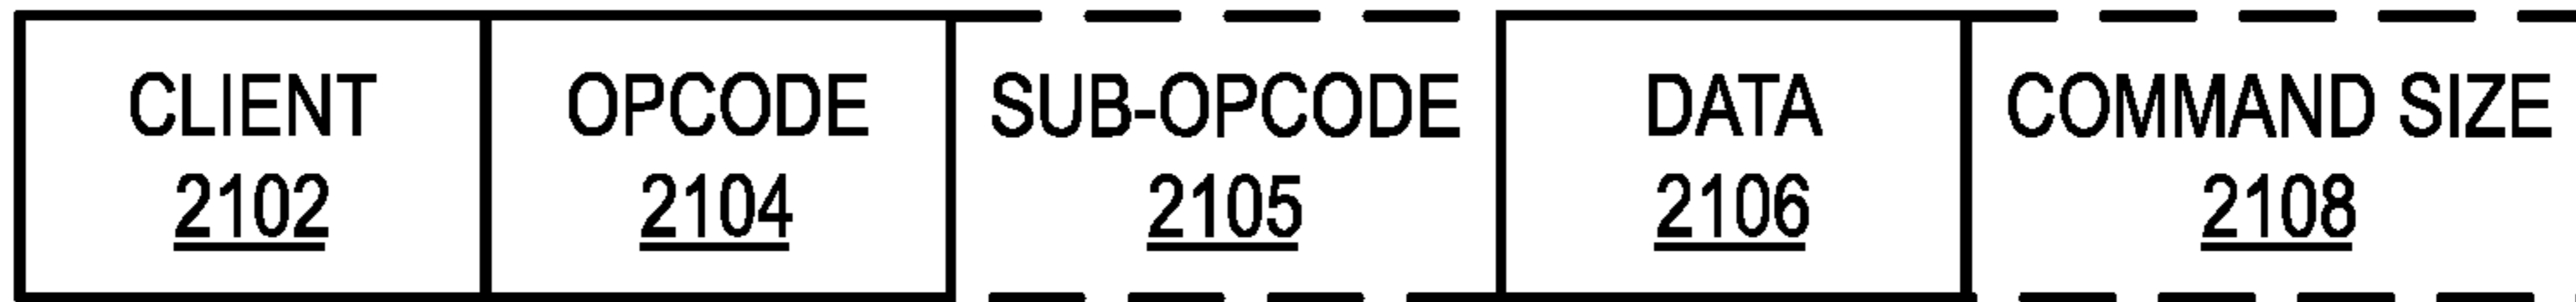 CLIENT OPCODE SUB-OPCODE DATA COMMAND SIZE
2102 2104 2105 2106 2108